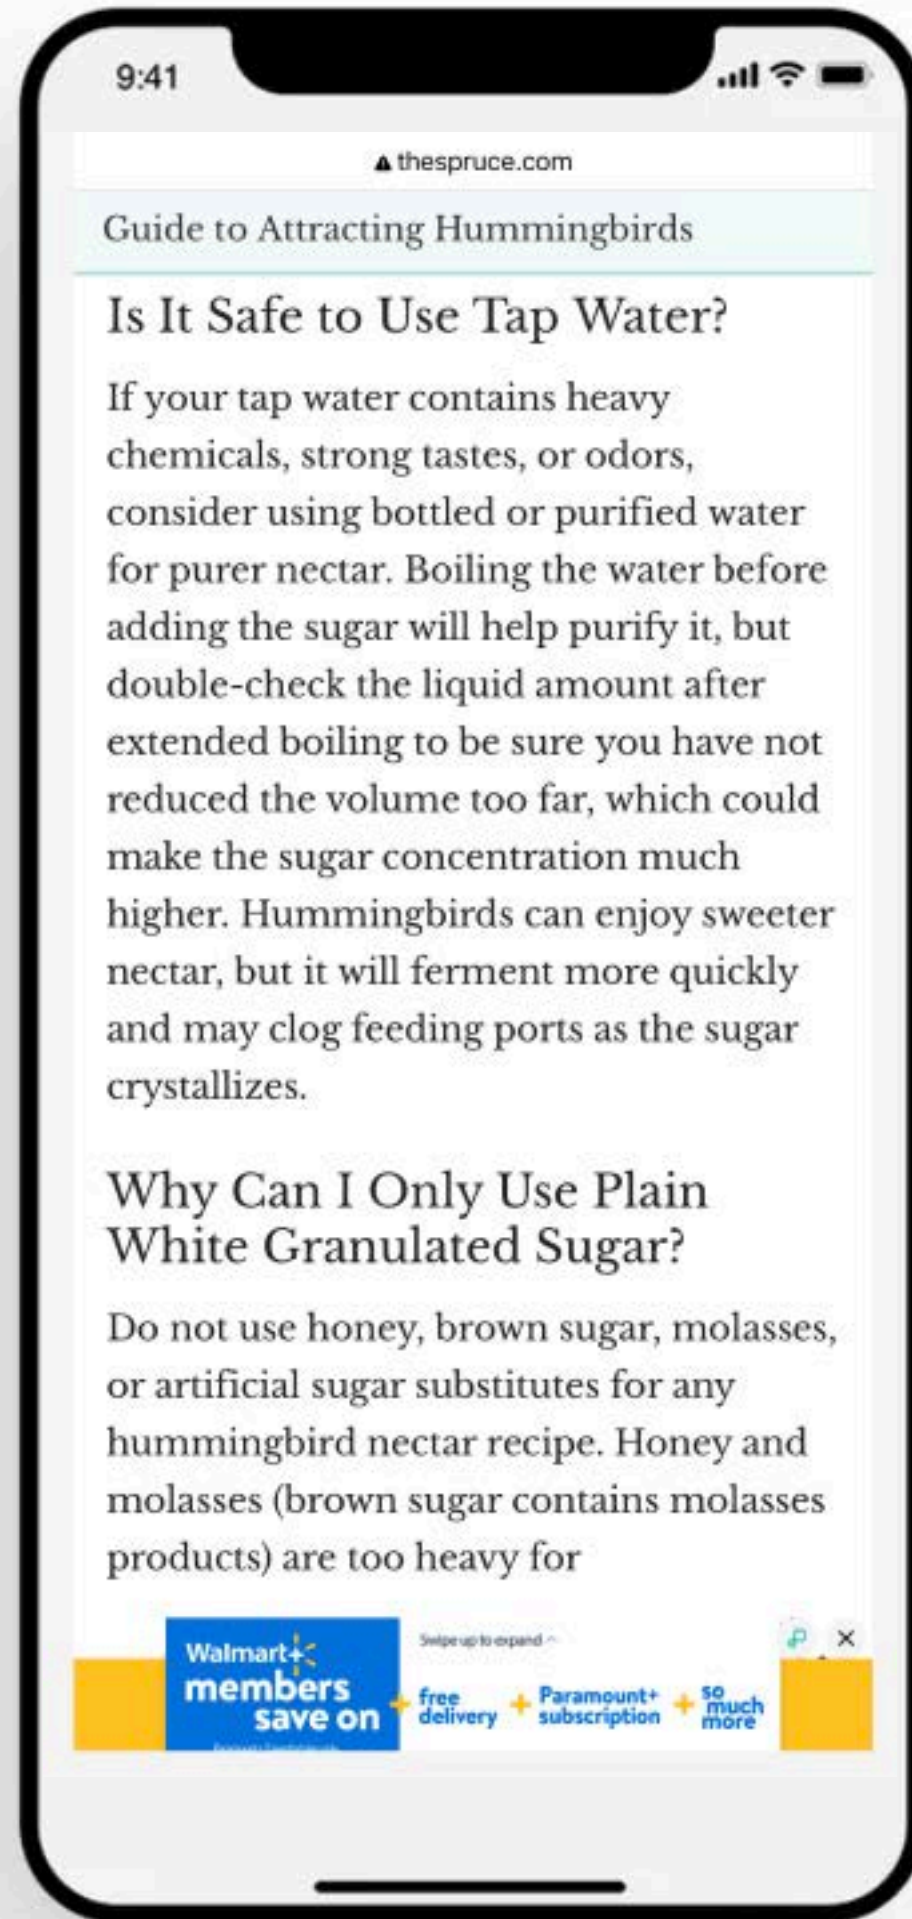 9:41
thespruce.com
Guide to Attracting Hummingbirds
Is It Safe to Use Tap Water?
If your tap water contains heavy
chemicals, strong tastes, or odors,
consider using bottled or purified water
for purer nectar. Boiling the water before
adding the sugar will help purify it, but
double-check the liquid amount after
extended boiling to be sure you have not
reduced the volume too far, which could
make the sugar concentration much
higher. Hummingbirds can enjoy sweeter
nectar, but it will ferment more quickly
and may clog feeding ports as the sugar
crystallizes.
Why Can I Only Use Plain
White Granulated Sugar?
Do not use honey, brown sugar, molasses,
or artificial sugar substitutes for any
hummingbird nectar recipe. Honey and
molasses (brown sugar contains molasses
products) are too heavy for
Swipe up to expand
Walmart+
members
save on
+ free
delivery
+ Paramount+
subscription
+ so
much
more